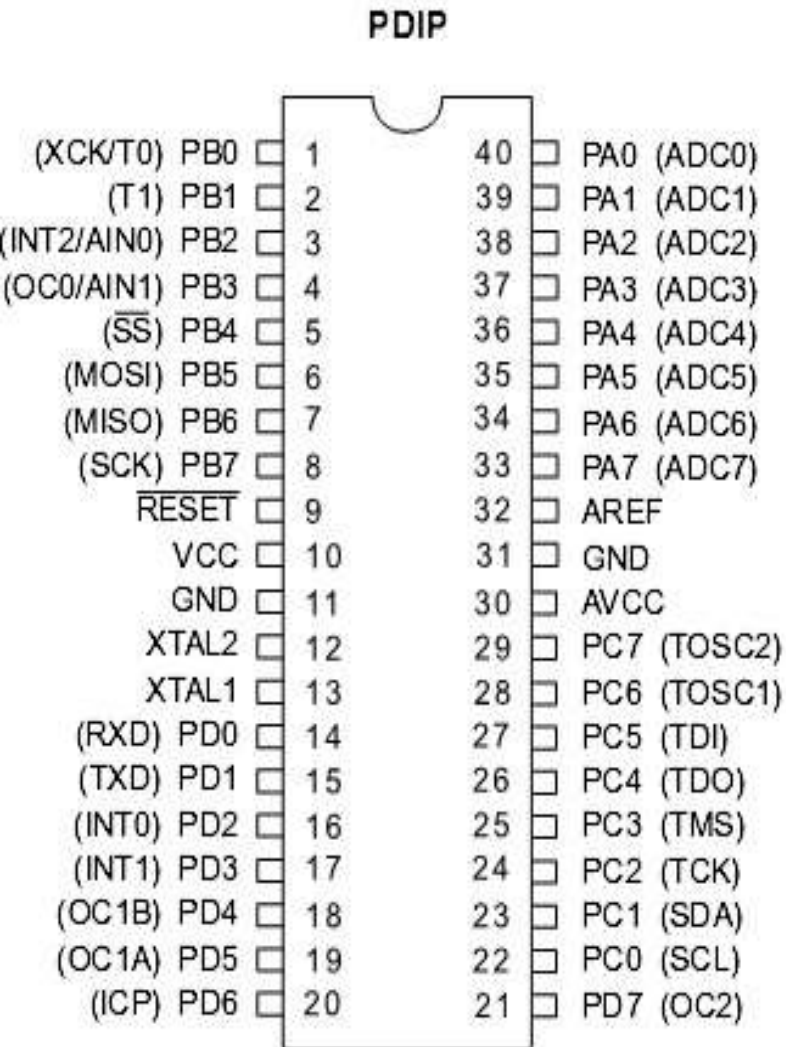 PDIP
(XCK/T0) PB0 1 40 PA0 (ADC0)
(T1) PB1 2 39 PA1 (ADC1)
(INT2/AIN0) PB2 3 38 PA2 (ADC2)
(OC0/AIN1) PB3 4 37 PA3 (ADC3)
(S̅S̅) PB4 5 36 PA4 (ADC4)
(MOSI) PB5 6 35 PA5 (ADC5)
(MISO) PB6 7 34 PA6 (ADC6)
(SCK) PB7 8 33 PA7 (ADC7)
R̅E̅S̅E̅T̅ 9 32 AREF
VCC 10 31 GND
GND 11 30 AVCC
XTAL2 12 29 PC7 (TOSC2)
XTAL1 13 28 PC6 (TOSC1)
(RXD) PD0 14 27 PC5 (TDI)
(TXD) PD1 15 26 PC4 (TDO)
(INT0) PD2 16 25 PC3 (TMS)
(INT1) PD3 17 24 PC2 (TCK)
(OC1B) PD4 18 23 PC1 (SDA)
(OC1A) PD5 19 22 PC0 (SCL)
(ICP) PD6 20 21 PD7 (OC2)